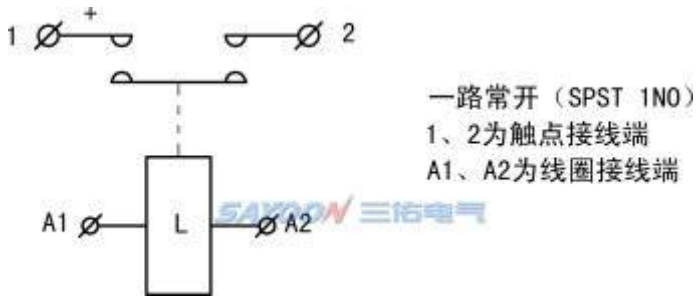 +
1
2
一路常开（SPST 1NO）
1、2为触点接线端
A1、A2为线圈接线端
SAYOON 三佑电气
A1
L
A2